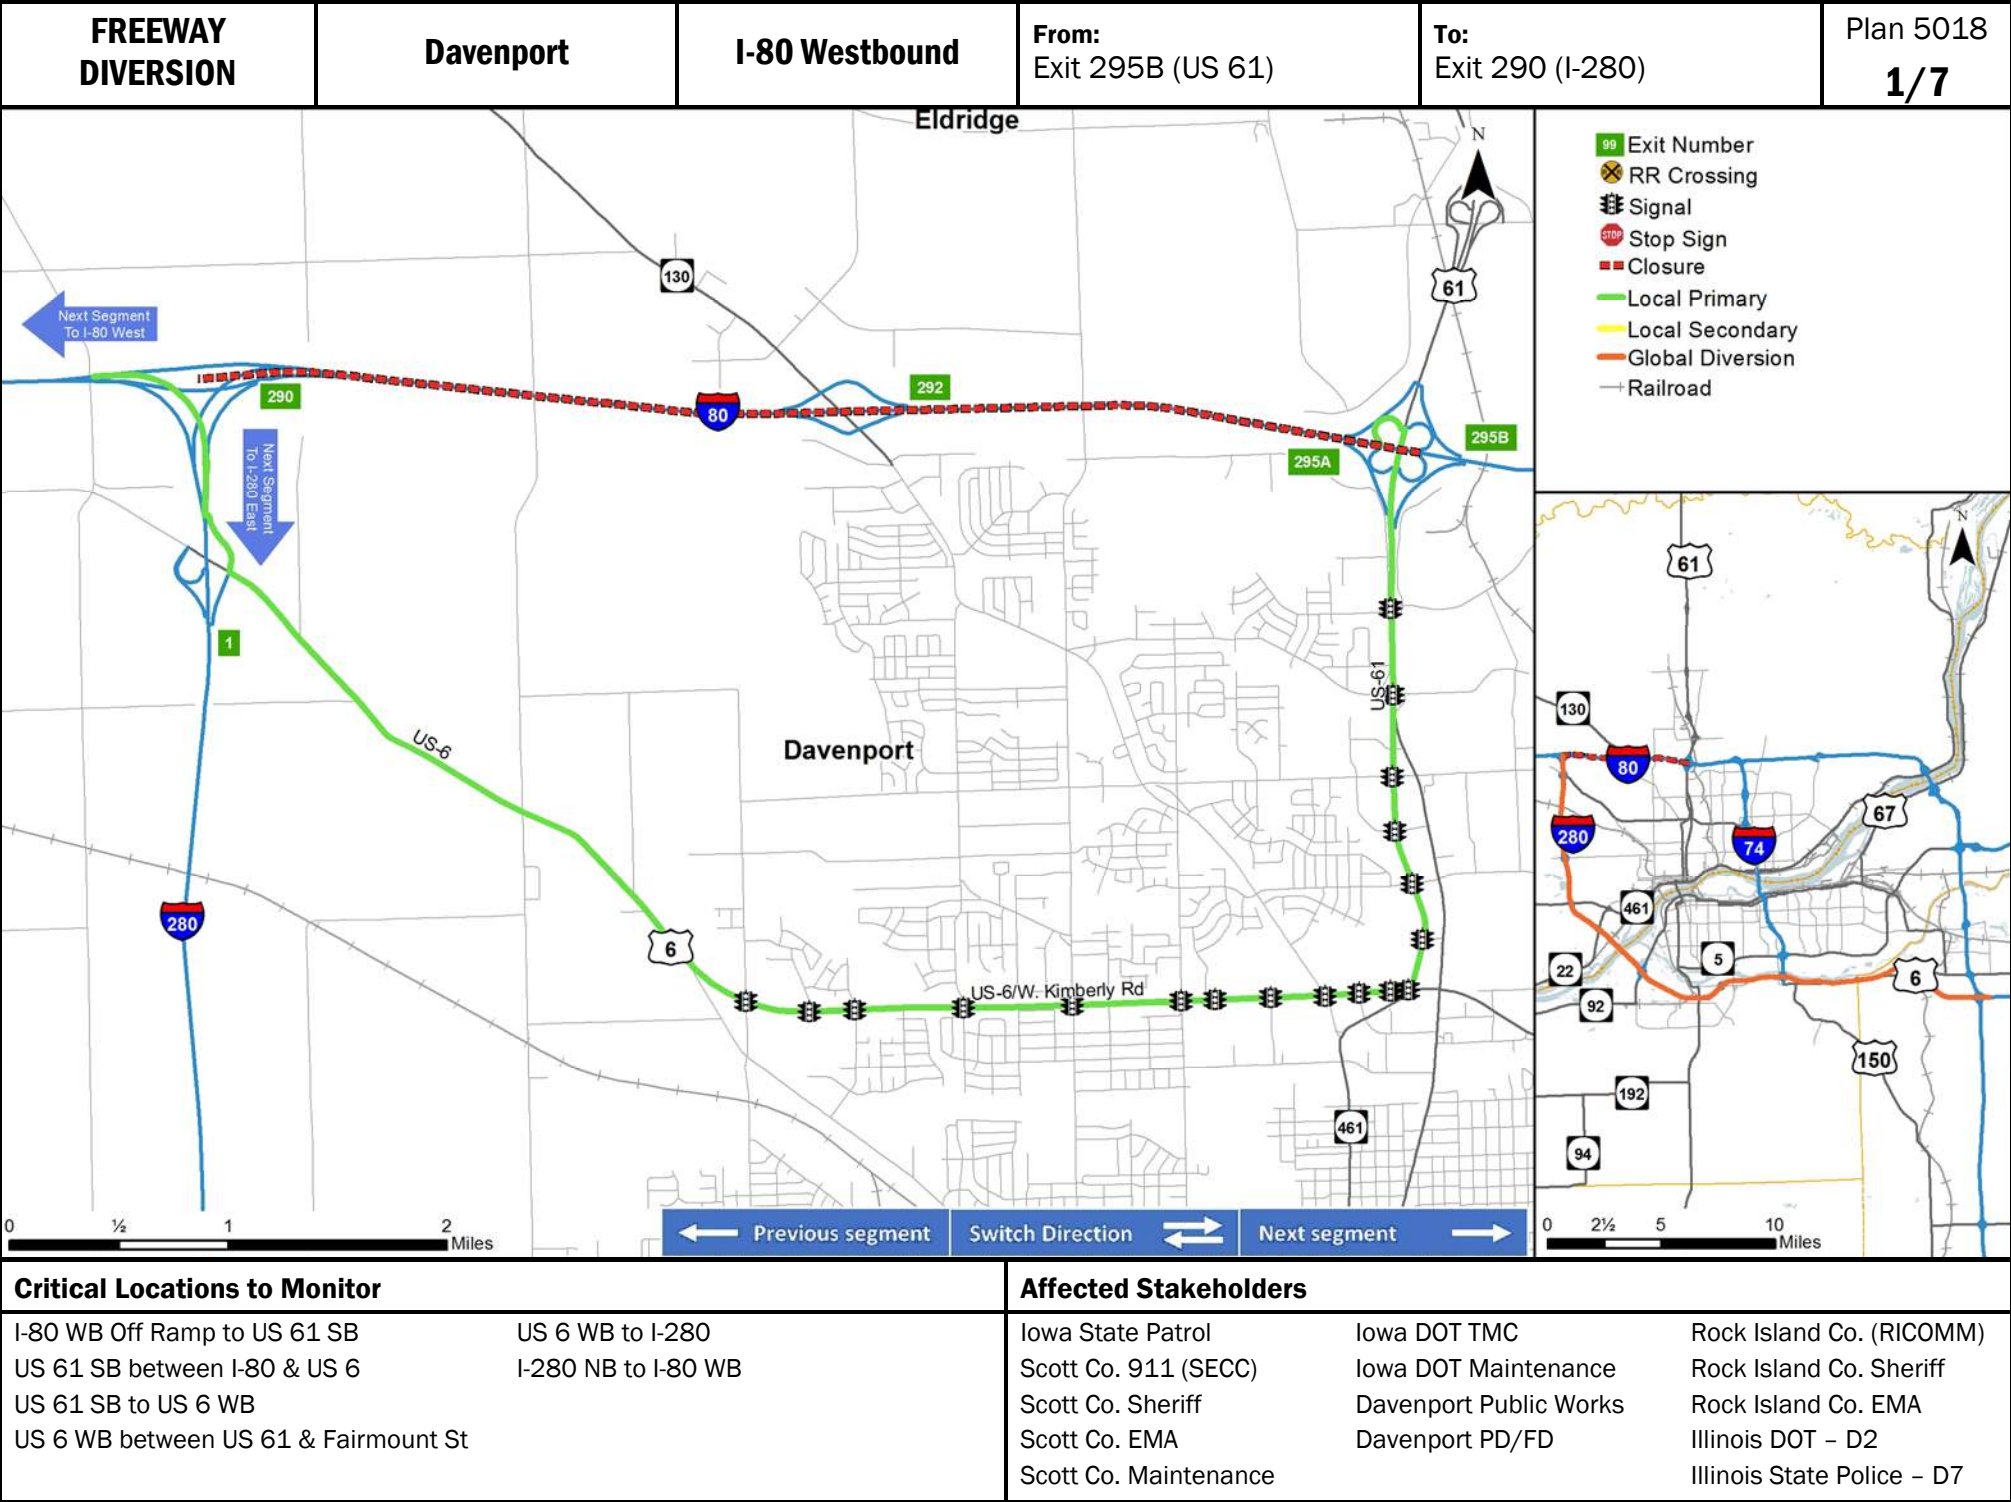 FREEWAY
DIVERSION
Davenport
I-80 Westbound
From:
Exit 295B (US 61)
To:
Exit 290 (I-280)
Plan 5018
1/7
Eldridge
N
130
61
Next Segment
To I-80 West
290
292
80
295B
295A
Next Segment
To I-280 East
1
US-61
US-6
Davenport
280
6
US-6/W. Kimberly Rd
461
0
½
1
2
Miles
Previous segment
Switch Direction
Next segment
99 Exit Number
RR Crossing
Signal
STOP Stop Sign
Closure
Local Primary
Local Secondary
Global Diversion
Railroad
N
61
130
80
67
280
74
461
5
22
6
92
150
192
94
0
2½
5
10
Miles
Critical Locations to Monitor
I-80 WB Off Ramp to US 61 SB
US 61 SB between I-80 & US 6
US 61 SB to US 6 WB
US 6 WB between US 61 & Fairmount St
US 6 WB to I-280
I-280 NB to I-80 WB
Affected Stakeholders
Iowa State Patrol
Scott Co. 911 (SECC)
Scott Co. Sheriff
Scott Co. EMA
Scott Co. Maintenance
Iowa DOT TMC
Iowa DOT Maintenance
Davenport Public Works
Davenport PD/FD
Rock Island Co. (RICOMM)
Rock Island Co. Sheriff
Rock Island Co. EMA
Illinois DOT – D2
Illinois State Police – D7